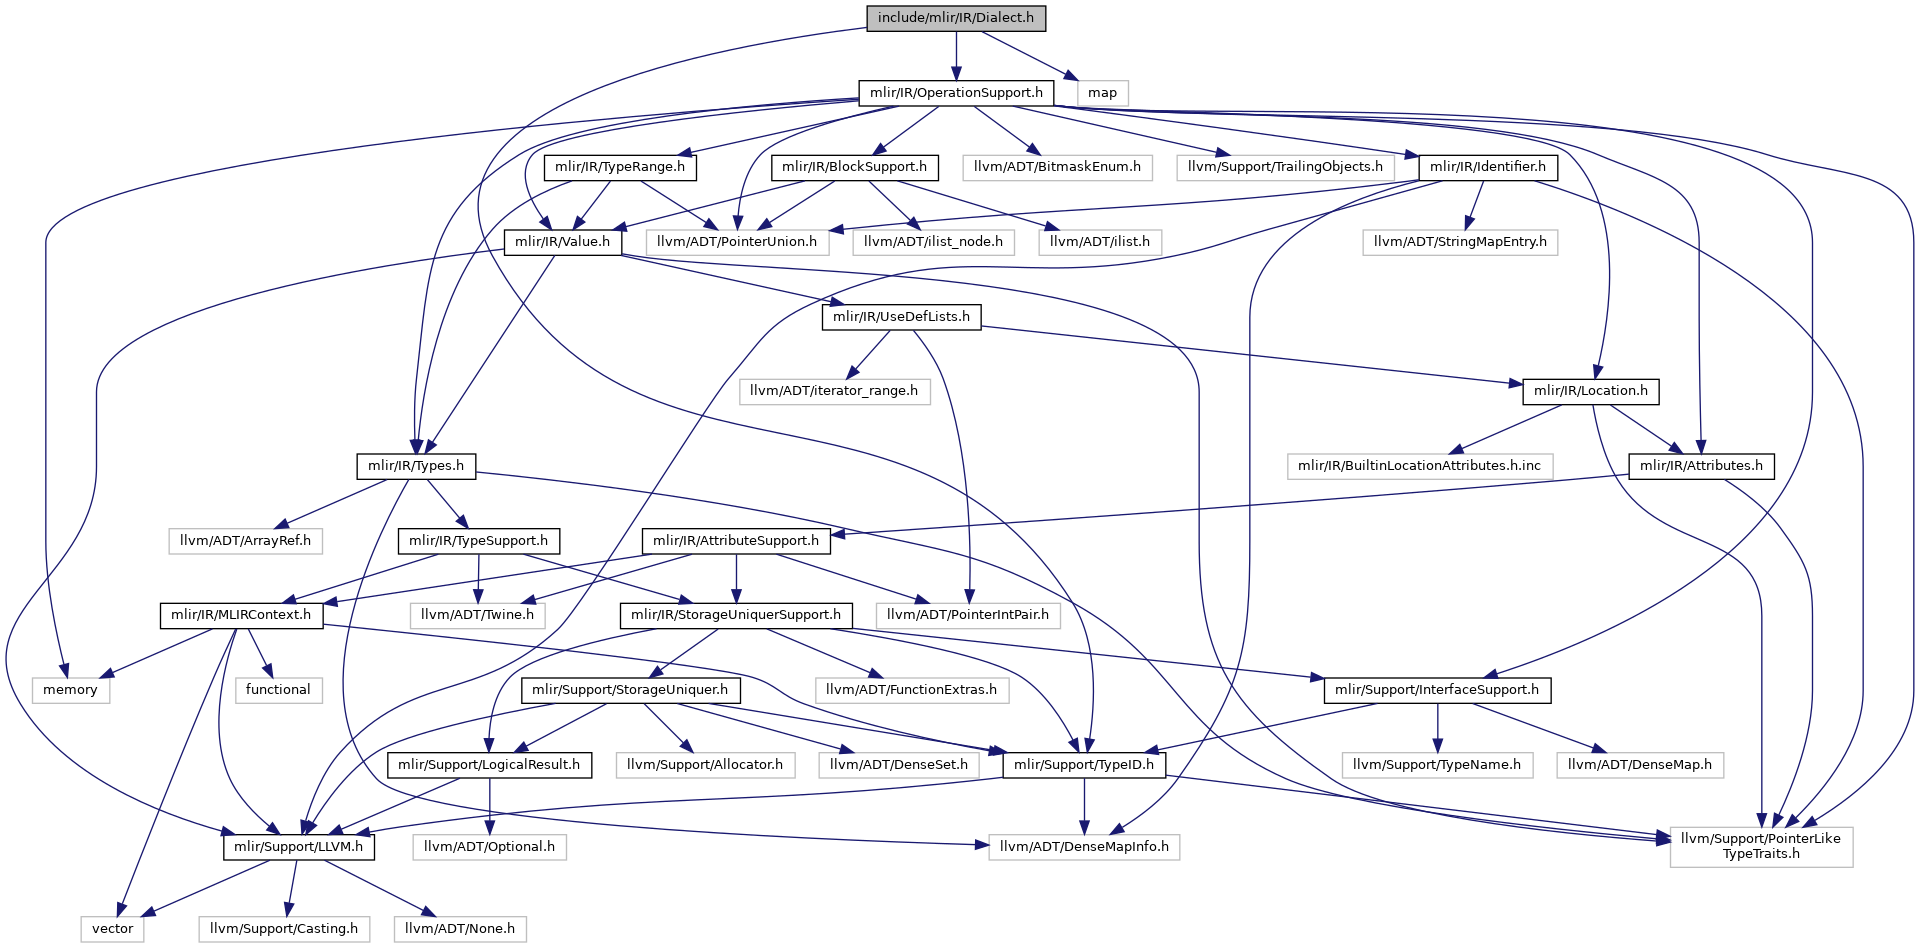 include/mlir/IR/Dialect.h
mlir/IR/OperationSupport.h
map
mlir/IR/TypeRange.h
mlir/IR/BlockSupport.h
llvm/ADT/BitmaskEnum.h
llvm/Support/TrailingObjects.h
mlir/IR/Identifier.h
mlir/IR/Value.h
llvm/ADT/PointerUnion.h
llvm/ADT/ilist_node.h
llvm/ADT/ilist.h
llvm/ADT/StringMapEntry.h
mlir/IR/UseDefLists.h
llvm/ADT/iterator_range.h
mlir/IR/Location.h
mlir/IR/Types.h
mlir/IR/BuiltinLocationAttributes.h.inc
mlir/IR/Attributes.h
llvm/ADT/ArrayRef.h
mlir/IR/TypeSupport.h
mlir/IR/AttributeSupport.h
mlir/IR/MLIRContext.h
llvm/ADT/Twine.h
mlir/IR/StorageUniquerSupport.h
llvm/ADT/PointerIntPair.h
memory
functional
mlir/Support/StorageUniquer.h
llvm/ADT/FunctionExtras.h
mlir/Support/InterfaceSupport.h
mlir/Support/LogicalResult.h
llvm/Support/Allocator.h
llvm/ADT/DenseSet.h
mlir/Support/TypeID.h
llvm/Support/TypeName.h
llvm/ADT/DenseMap.h
mlir/Support/LLVM.h
llvm/ADT/Optional.h
llvm/ADT/DenseMapInfo.h
llvm/Support/PointerLike
TypeTraits.h
vector
llvm/Support/Casting.h
llvm/ADT/None.h